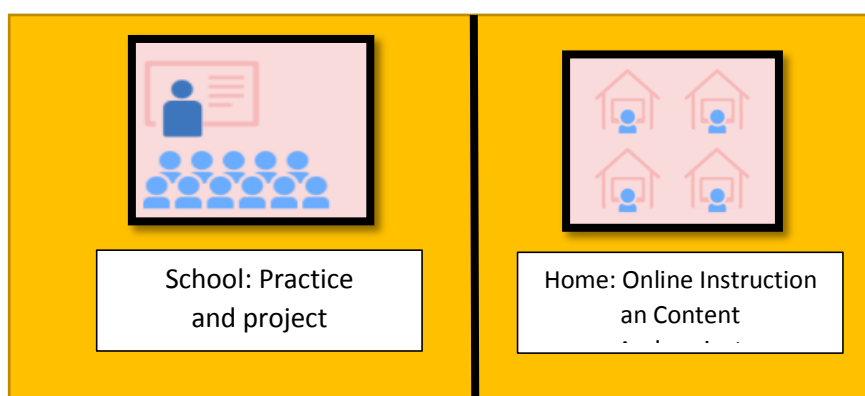 School: Practice
and project
Home: Online Instruction
an Content